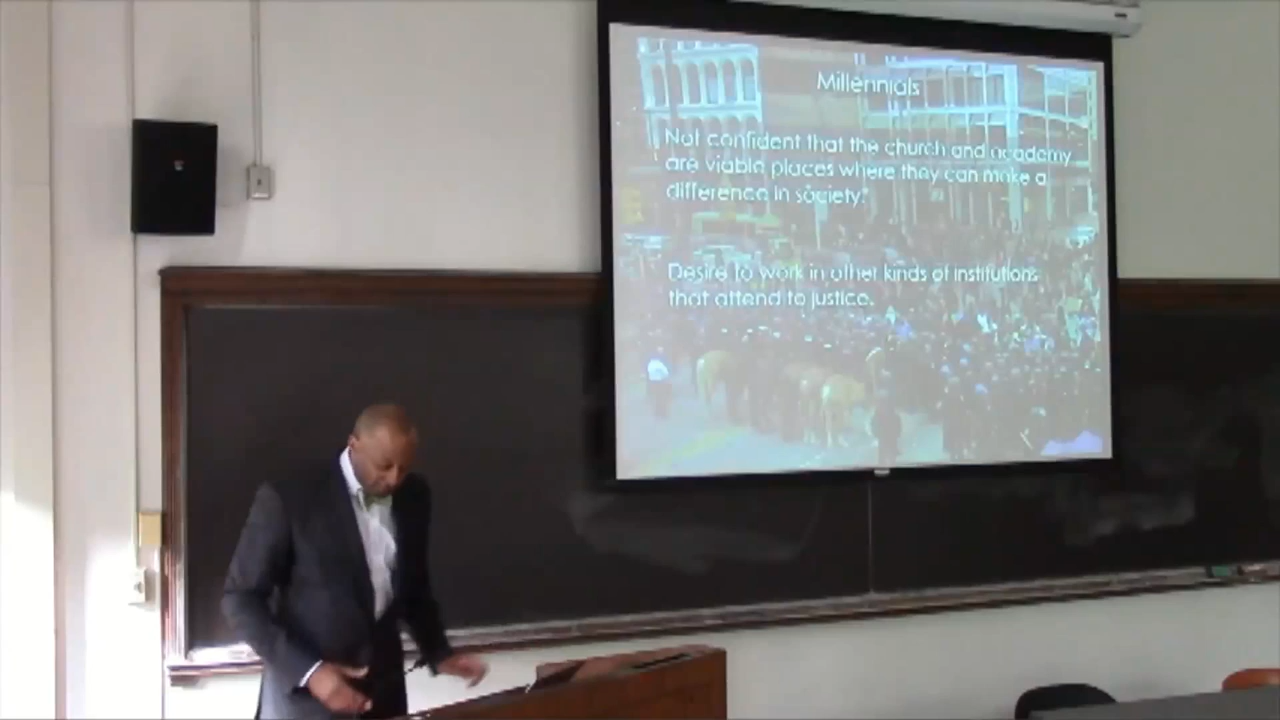 Millennials
Not confident that the church and academy
are viable places where they can make a
difference in society.
Desire to work in other kinds of institutions
that attend to justice.